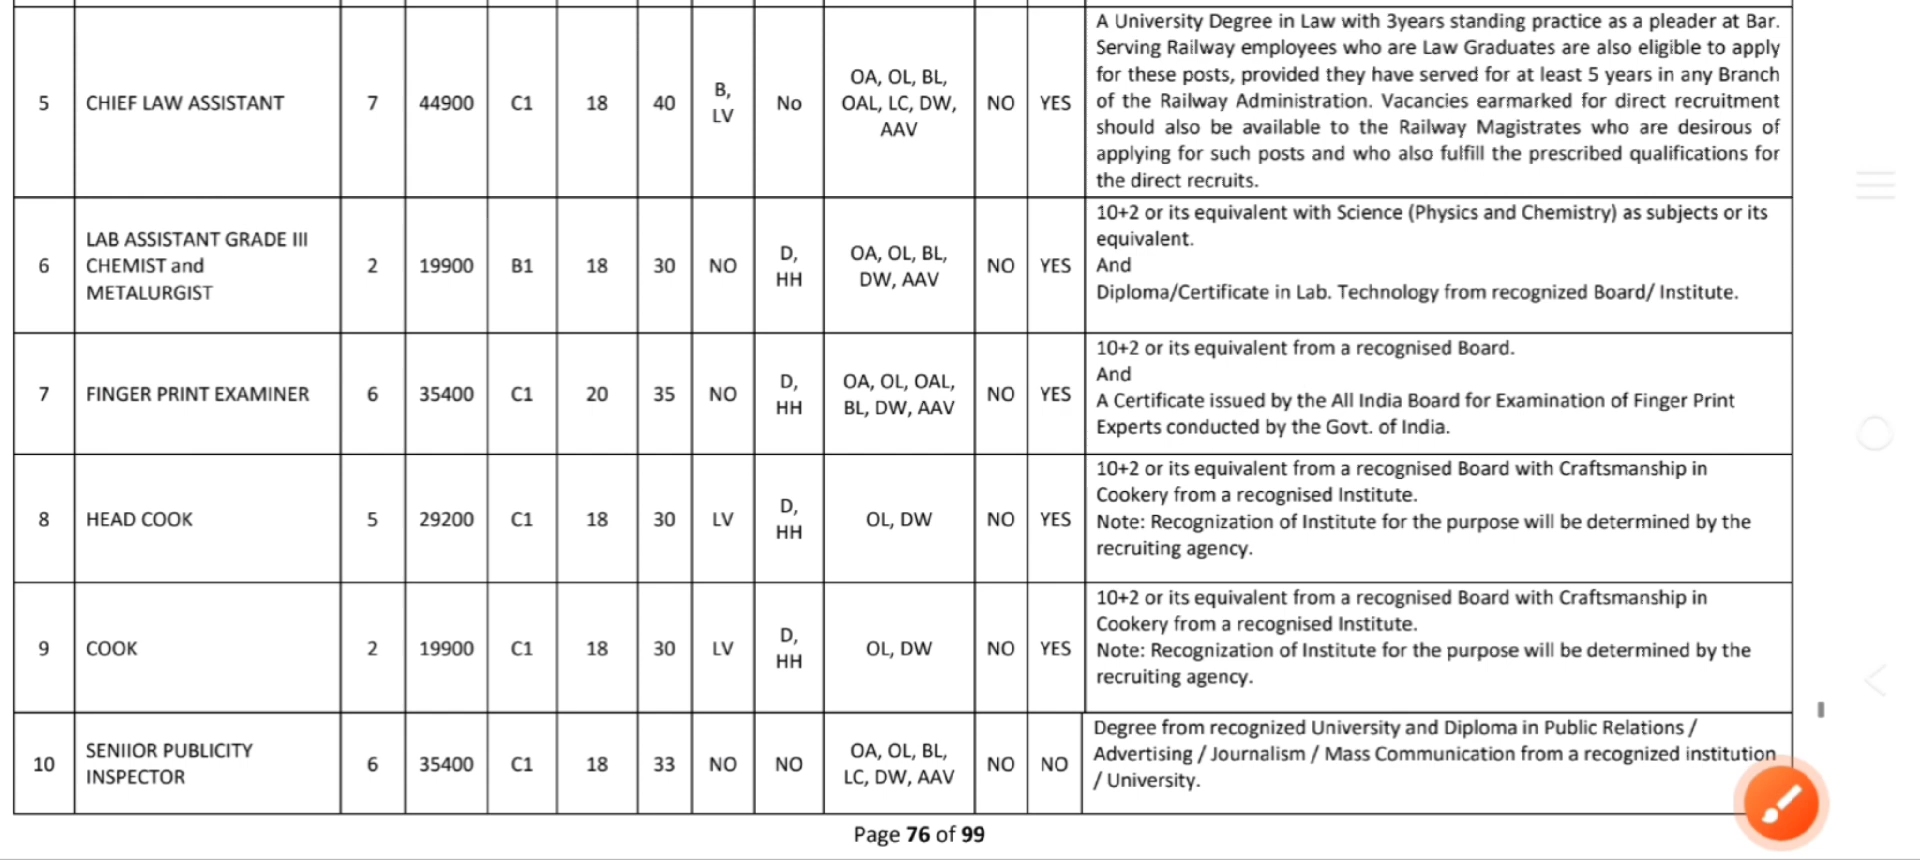 5 CHIEF LAW ASSISTANT 7 44900 C1 18 40 B, LV No OA, OL, BL, OAL, LC, DW, AAV NO YES
A University Degree in Law with 3years standing practice as a pleader at Bar.
Serving Railway employees who are Law Graduates are also eligible to apply
for these posts, provided they have served for at least 5 years in any Branch
of the Railway Administration. Vacancies earmarked for direct recruitment
should also be available to the Railway Magistrates who are desirous of
applying for such posts and who also fulfill the prescribed qualifications for
the direct recruits.
6 LAB ASSISTANT GRADE III CHEMIST and METALURGIST 2 19900 B1 18 30 NO D, HH OA, OL, BL, DW, AAV NO YES
10+2 or its equivalent with Science (Physics and Chemistry) as subjects or its
equivalent.
And
Diploma/Certificate in Lab. Technology from recognized Board/ Institute.
7 FINGER PRINT EXAMINER 6 35400 C1 20 35 NO D, HH OA, OL, OAL, BL, DW, AAV NO YES
10+2 or its equivalent from a recognised Board.
And
A Certificate issued by the All India Board for Examination of Finger Print
Experts conducted by the Govt. of India.
8 HEAD COOK 5 29200 C1 18 30 LV D, HH OL, DW NO YES
10+2 or its equivalent from a recognised Board with Craftsmanship in
Cookery from a recognised Institute.
Note: Recognization of Institute for the purpose will be determined by the
recruiting agency.
9 COOK 2 19900 C1 18 30 LV D, HH OL, DW NO YES
10+2 or its equivalent from a recognised Board with Craftsmanship in
Cookery from a recognised Institute.
Note: Recognization of Institute for the purpose will be determined by the
recruiting agency.
10 SENIIOR PUBLICITY INSPECTOR 6 35400 C1 18 33 NO NO OA, OL, BL, LC, DW, AAV NO NO
Degree from recognized University and Diploma in Public Relations /
Advertising / Journalism / Mass Communication from a recognized institution
/ University.
Page 76 of 99